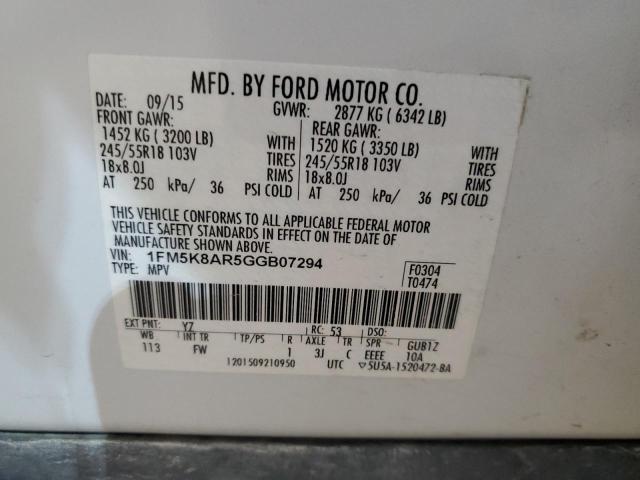 MFD. BY FORD MOTOR CO.
DATE: 09/15 GVWR: 2877 KG ( 6342 LB)
FRONT GAWR: REAR GAWR:
1452 KG ( 3200 LB) 1520 KG ( 3350 LB)
245/55R18 103V TIRES 245/55R18 103V TIRES
18x8.0J RIMS 18x8.0J RIMS
AT 250 kPa/ 36 PSI COLD AT 250 kPa/ 36 PSI COLD
THIS VEHICLE CONFORMS TO ALL APPLICABLE FEDERAL MOTOR
VEHICLE SAFETY STANDARDS IN EFFECT ON THE DATE OF
MANUFACTURE SHOWN ABOVE.
VIN: 1FM5K8AR5GGB07294
TYPE: MPV
F0304
T0474
EXT PNT: YZ RC: 53 DSO:
WB INT TR TP/PS R AXLE TR SPR GUB1Z
113 FW 1 3J C EEEE 10A
1201509210950 UTC ▽5U5A-1520472-BA